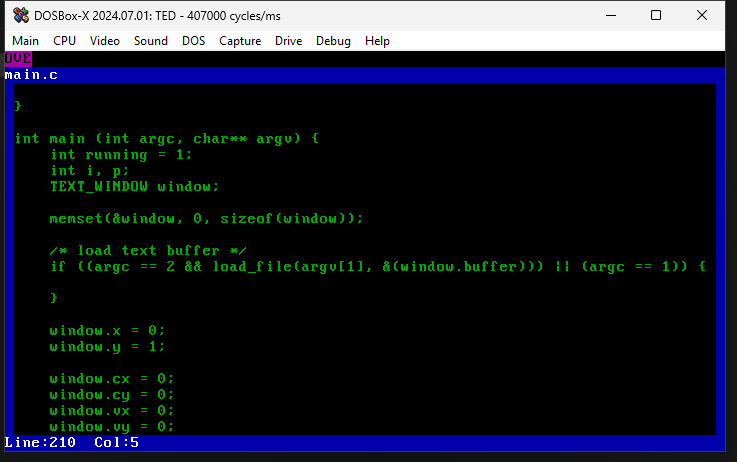 DOSBox-X 2024.07.01: TED - 407000 cycles/ms
Main CPU Video Sound DOS Capture Drive Debug Help
OVE
main.c
}
int main (int argc, char** argv) {
    int running = 1;
    int i, p;
    TEXT_WINDOW window;
    memset(&window, 0, sizeof(window));
    /* load text buffer */
    if ((argc == 2 && load_file(argv[1], &(window.buffer))) || (argc == 1)) {
    }
    window.x = 0;
    window.y = 1;
    window.cx = 0;
    window.cy = 0;
    window.vx = 0;
    window.vy = 0;
Line:210  Col:5